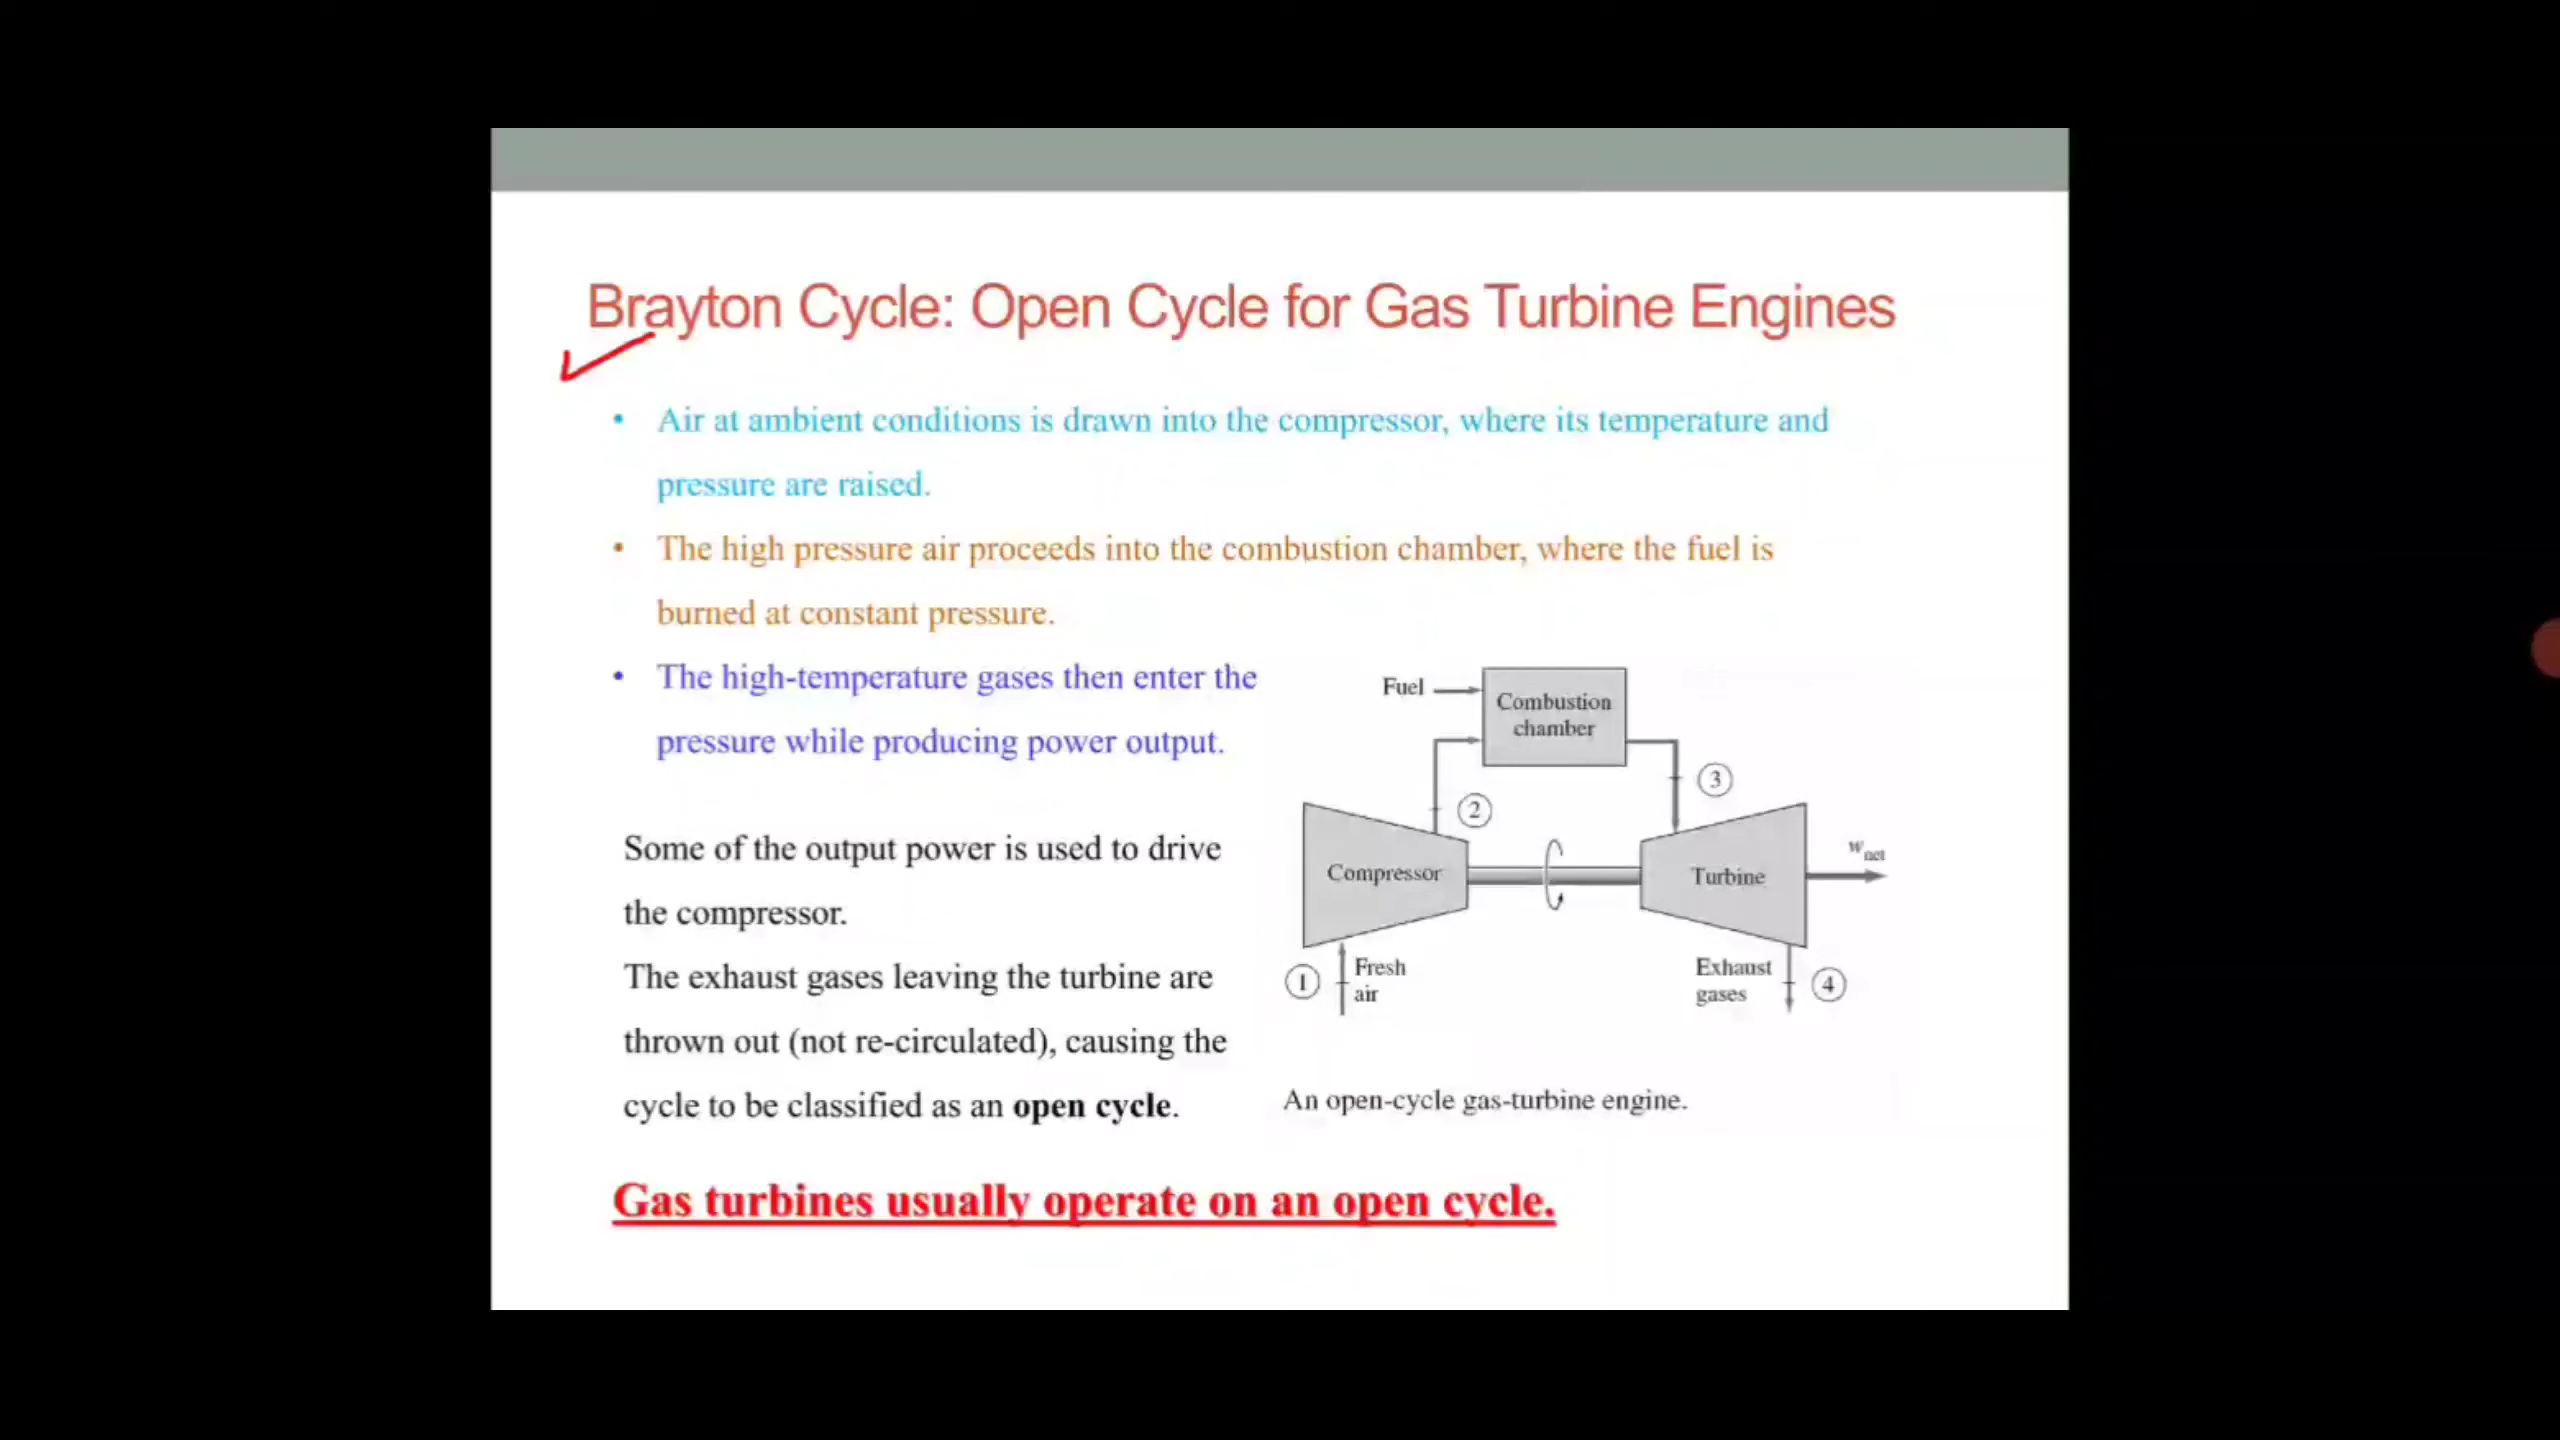 Brayton Cycle: Open Cycle for Gas Turbine Engines
• Air at ambient conditions is drawn into the compressor, where its temperature and
pressure are raised.
• The high pressure air proceeds into the combustion chamber, where the fuel is
burned at constant pressure.
• The high-temperature gases then enter the
pressure while producing power output.
Some of the output power is used to drive
the compressor.
The exhaust gases leaving the turbine are
thrown out (not re-circulated), causing the
cycle to be classified as an open cycle.
Fuel
Combustion
chamber
2
3
Compressor
Turbine
wnet
1
Fresh
air
Exhaust
gases
4
An open-cycle gas-turbine engine.
Gas turbines usually operate on an open cycle.